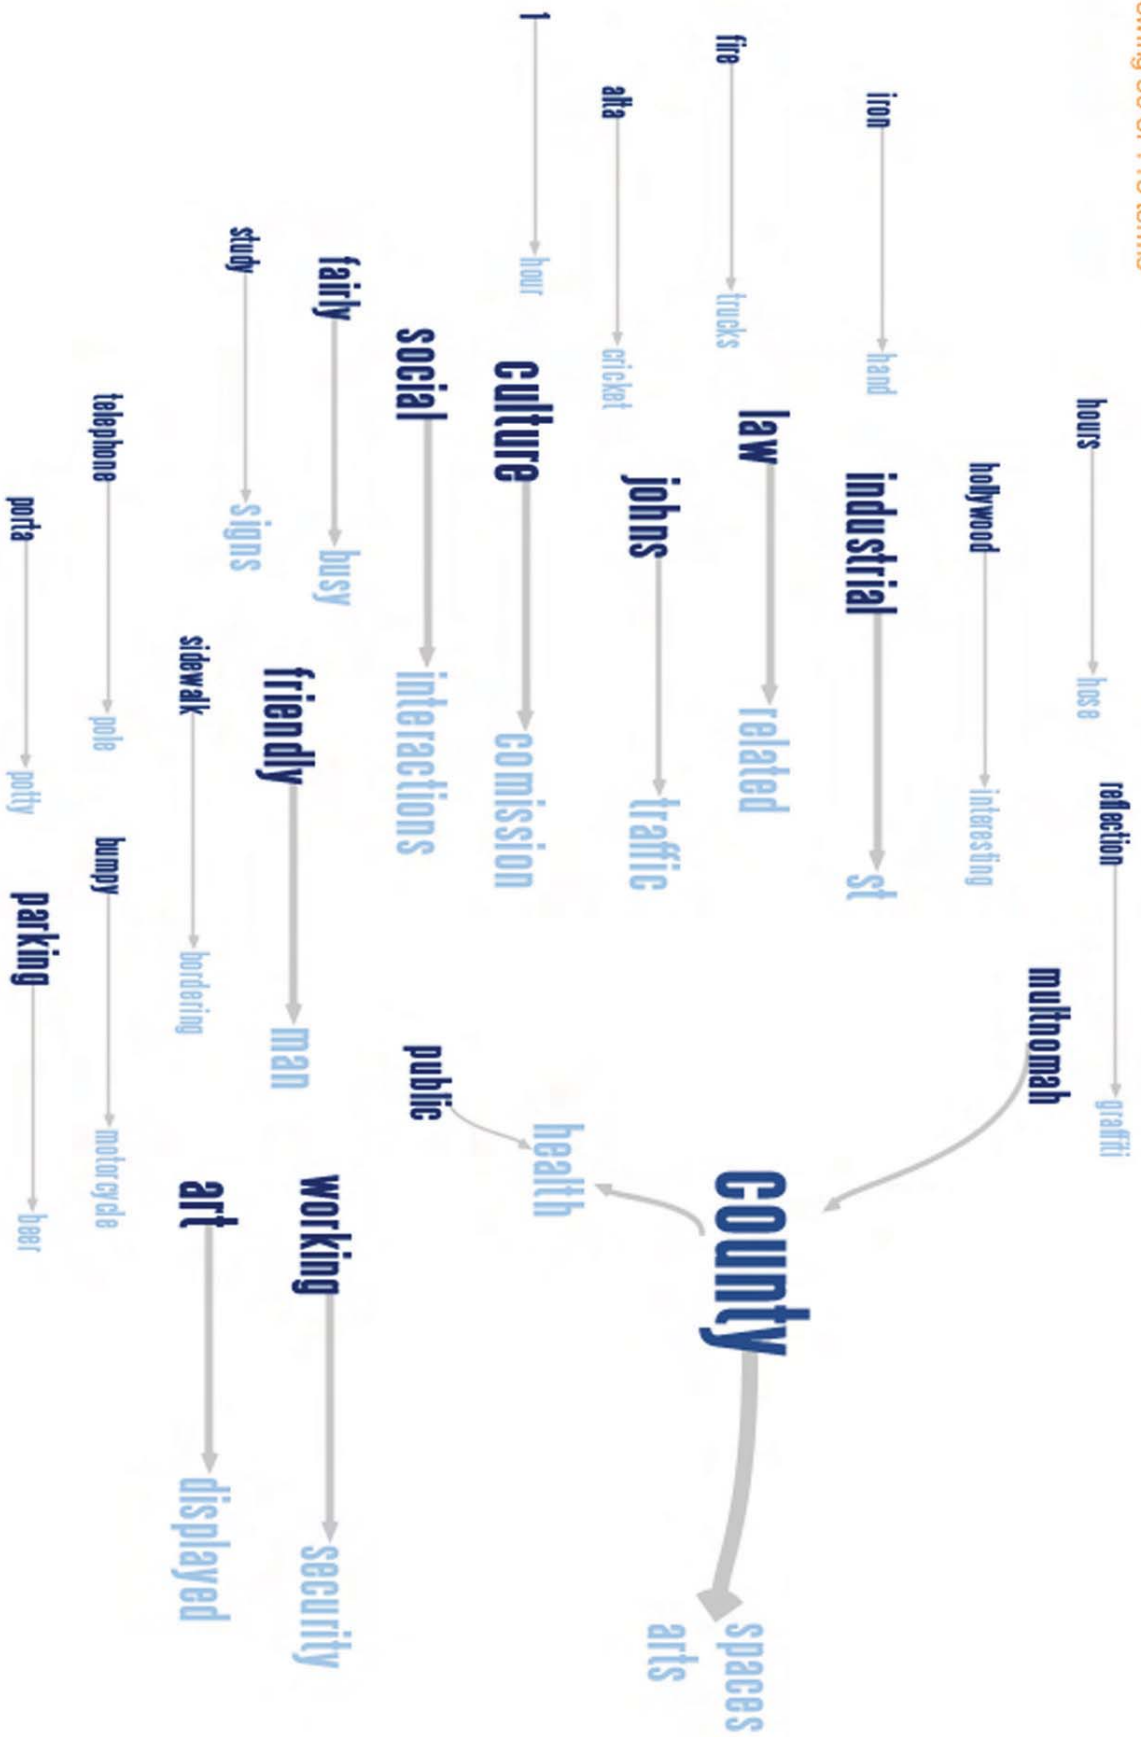 reflection graffiti
hours hose
multnomah
hollywood interesting
iron hand
industrial st
law related
county spaces
arts
fire trucks
johns traffic
alta cricket
health
1 hour
culture comission
public
social interactions
fairly busy
working security
friendly man
study signs
art displayed
sidewalk bordering
telephone pole
bumpy motorcycle
parking beer
porta potty